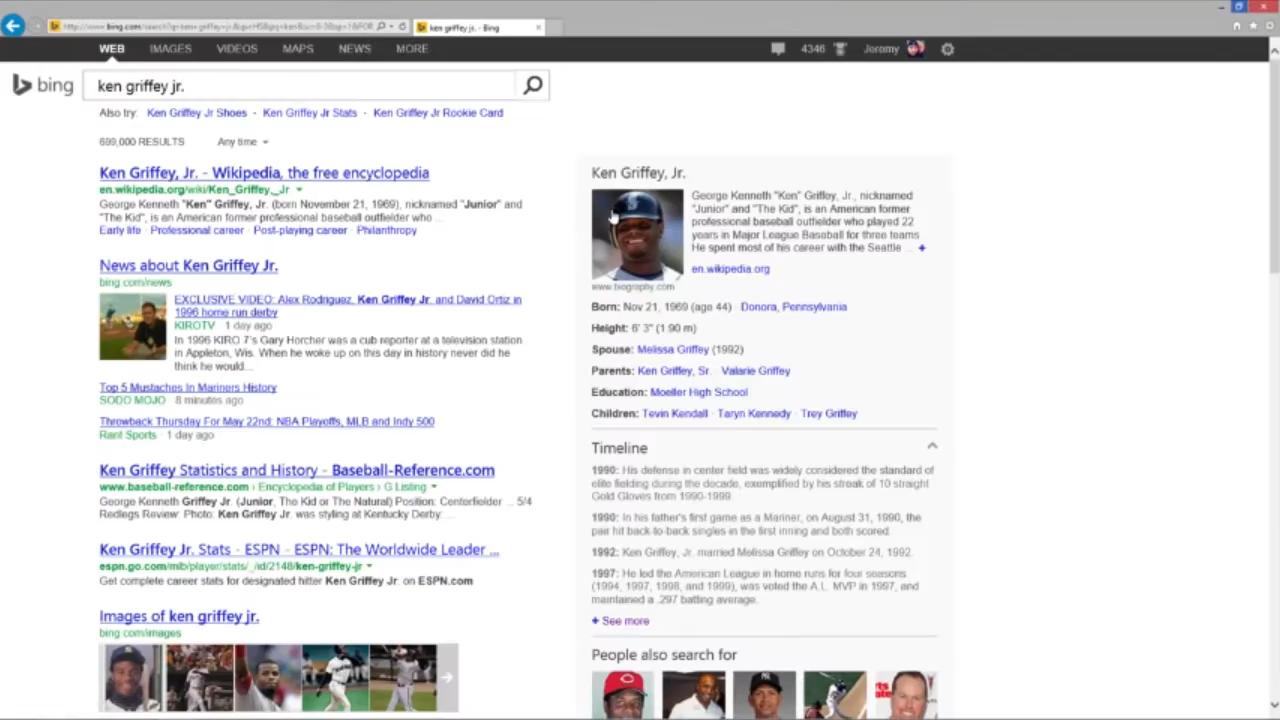 ken griffey jr. - Bing
WEB IMAGES VIDEOS MAPS NEWS MORE
4346 Jeromy
bing
ken griffey jr.
Also try: Ken Griffey Jr Shoes · Ken Griffey Jr Stats · Ken Griffey Jr Rookie Card
699,000 RESULTS Any time
Ken Griffey, Jr. - Wikipedia, the free encyclopedia
en.wikipedia.org/wiki/Ken_Griffey,_Jr
George Kenneth "Ken" Griffey, Jr. (born November 21, 1969), nicknamed "Junior" and
"The Kid", is an American former professional baseball outfielder who ...
Early life · Professional career · Post-playing career · Philanthropy
News about Ken Griffey Jr.
bing.com/news
EXCLUSIVE VIDEO: Alex Rodriguez, Ken Griffey Jr. and David Ortiz in
1996 home run derby
KIROTV 1 day ago
In 1996 KIRO 7's Gary Horcher was a cub reporter at a television station
in Appleton, Wis. When he woke up on this day in history never did he
think he would...
Top 5 Mustaches In Mariners History
SODO MOJO 8 minutes ago
Throwback Thursday For May 22nd: NBA Playoffs, MLB and Indy 500
Rant Sports · 1 day ago
Ken Griffey Statistics and History - Baseball-Reference.com
www.baseball-reference.com › Encyclopedia of Players › G Listing
George Kenneth Griffey Jr. (Junior, The Kid or The Natural) Position: Centerfielder ... 5/4
Redlegs Review: Photo: Ken Griffey Jr. was styling at Kentucky Derby: ...
Ken Griffey Jr. Stats - ESPN - ESPN: The Worldwide Leader ...
espn.go.com/mlb/player/stats/_/id/2148/ken-griffey-jr
Get complete career stats for designated hitter Ken Griffey Jr. on ESPN.com
Images of ken griffey jr.
bing.com/images
Ken Griffey, Jr.
George Kenneth "Ken" Griffey, Jr., nicknamed
"Junior" and "The Kid", is an American former
professional baseball outfielder who played 22
years in Major League Baseball for three teams
He spent most of his career with the Seattle ... +
en.wikipedia.org
www.biography.com
Born: Nov 21, 1969 (age 44) · Donora, Pennsylvania
Height: 6' 3" (1.90 m)
Spouse: Melissa Griffey (1992)
Parents: Ken Griffey, Sr. · Valarie Griffey
Education: Moeller High School
Children: Tevin Kendall · Taryn Kennedy · Trey Griffey
Timeline
1990: His defense in center field was widely considered the standard of
elite fielding during the decade, exemplified by his streak of 10 straight
Gold Gloves from 1990-1999.
1990: In his father's first game as a Mariner, on August 31, 1990, the
pair hit back-to-back singles in the first inning and both scored.
1992: Ken Griffey, Jr. married Melissa Griffey on October 24, 1992.
1997: He led the American League in home runs for four seasons
(1994, 1997, 1998, and 1999), was voted the A.L. MVP in 1997, and
maintained a .297 batting average.
+ See more
People also search for